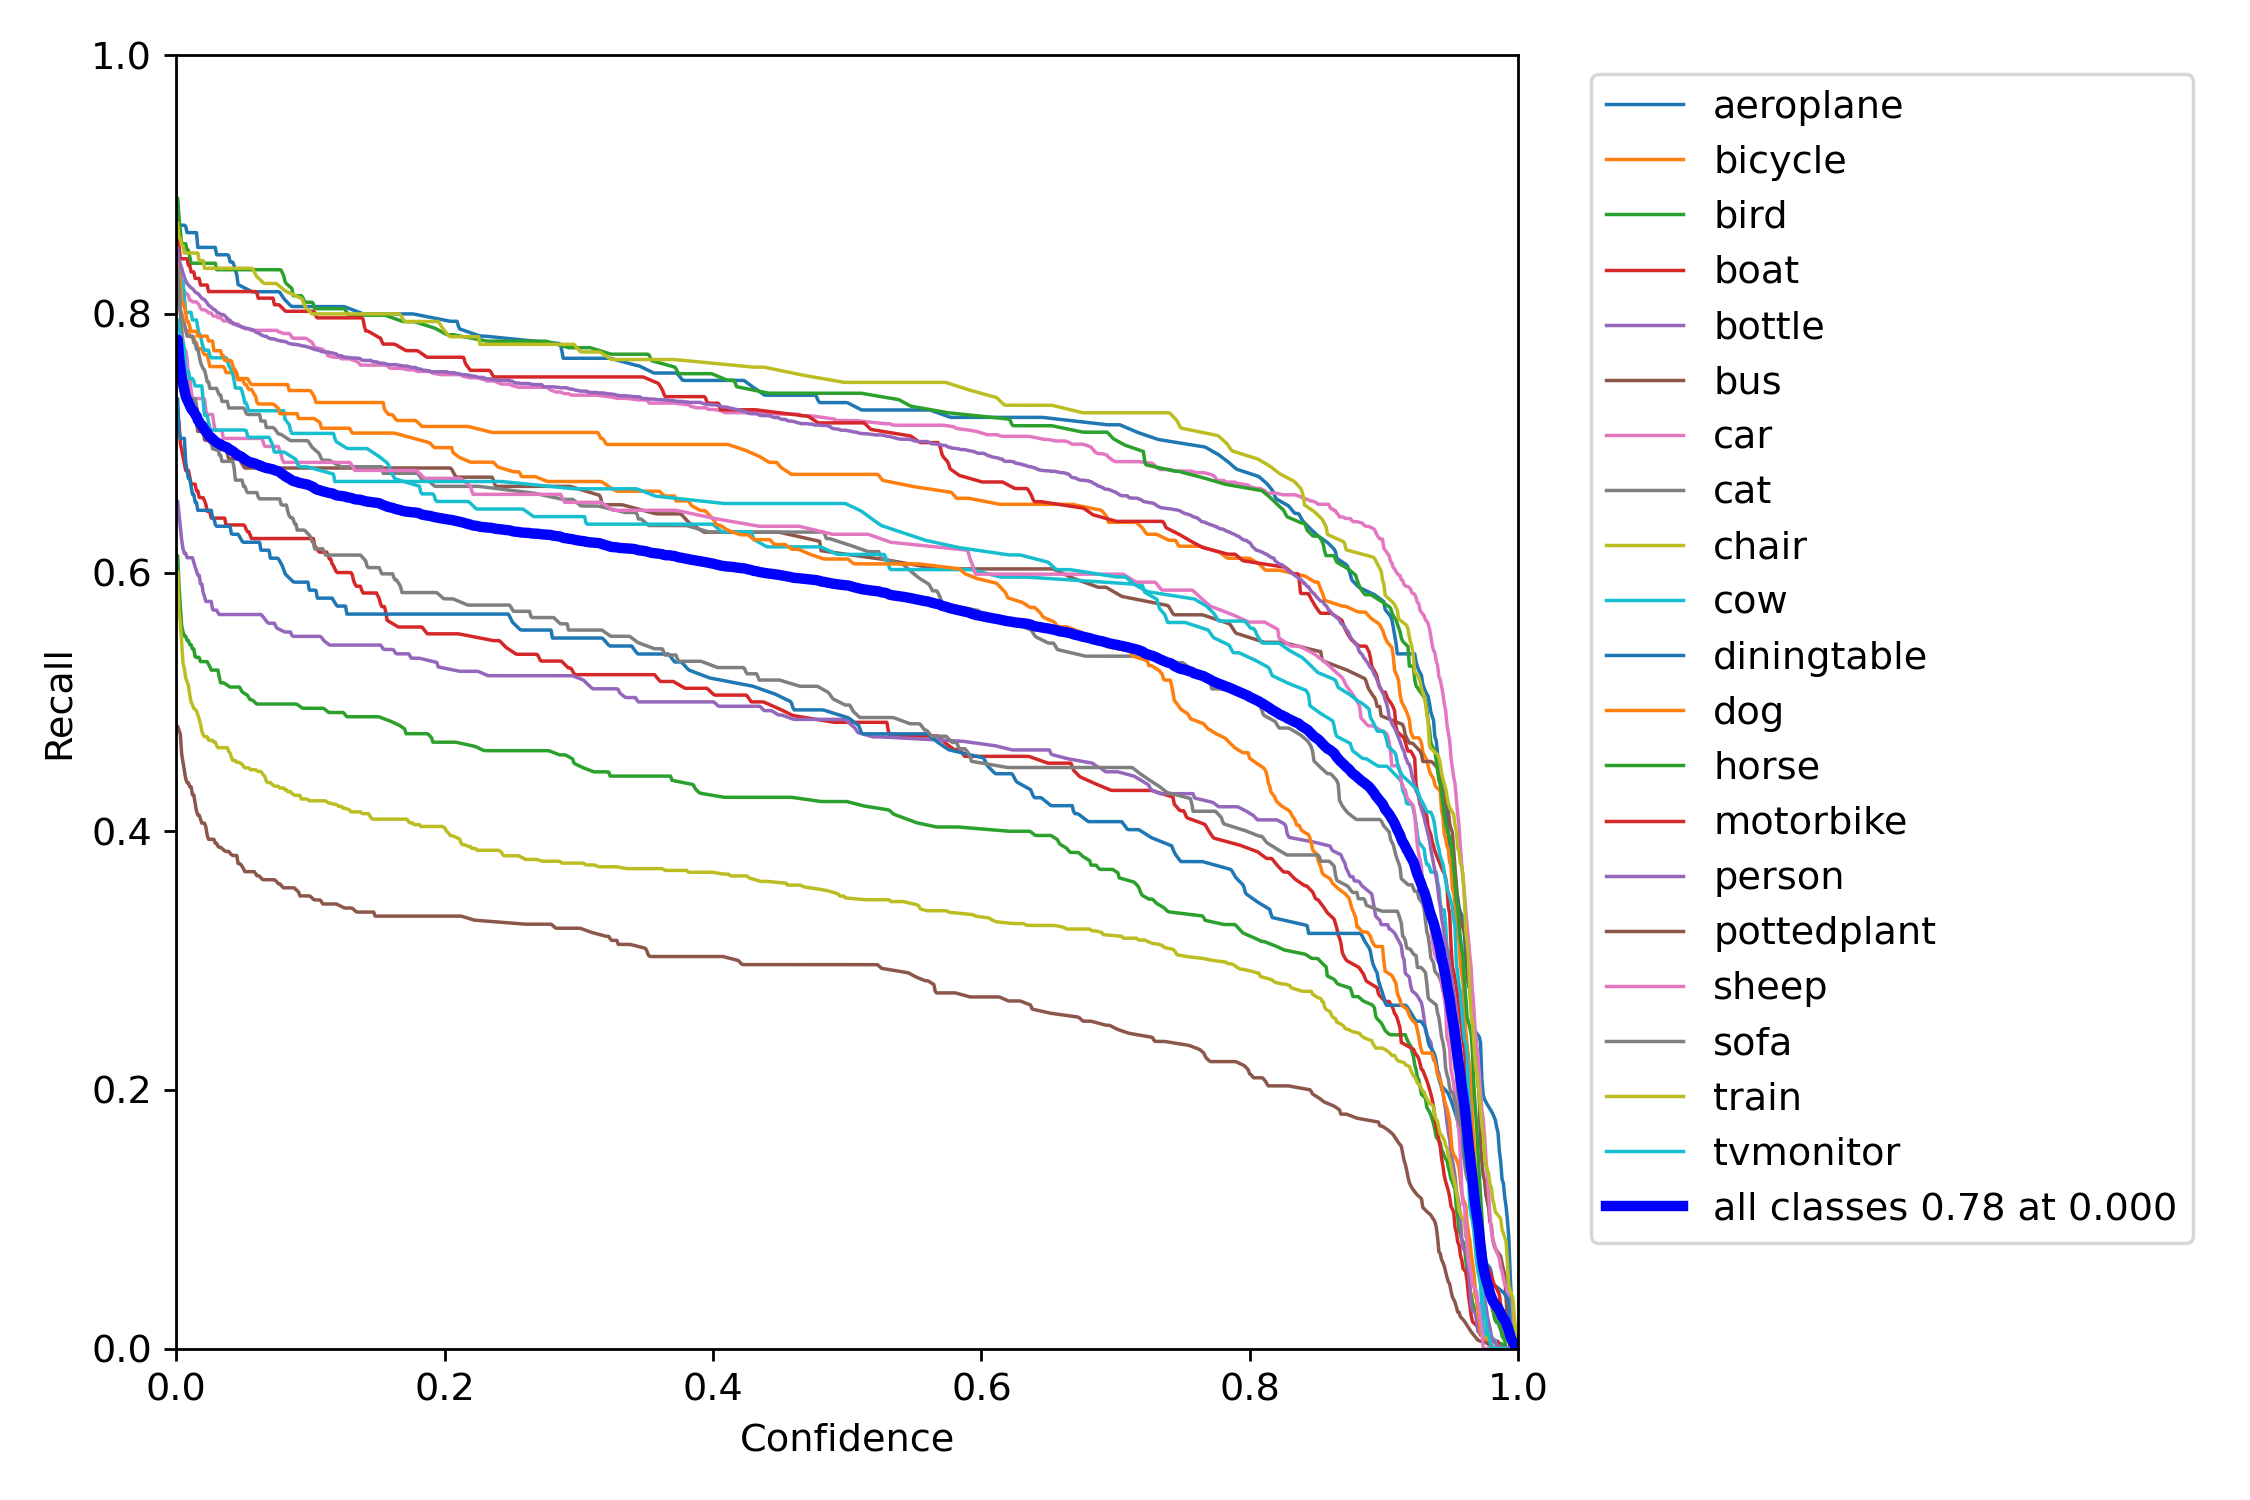 1.0
0.8
0.6
0.4
0.2
0.0
Recall
0.0 0.2 0.4 0.6 0.8 1.0
Confidence
aeroplane
bicycle
bird
boat
bottle
bus
car
cat
chair
cow
diningtable
dog
horse
motorbike
person
pottedplant
sheep
sofa
train
tvmonitor
all classes 0.78 at 0.000